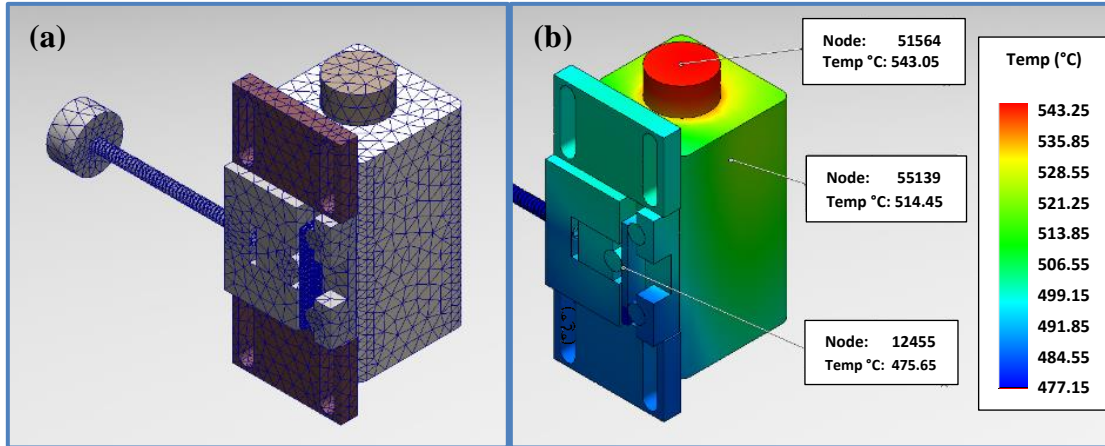 (a)
(b)
Node: 51564
Temp °C: 543.05
Node: 55139
Temp °C: 514.45
Node: 12455
Temp °C: 475.65
Temp (°C)
543.25
535.85
528.55
521.25
513.85
506.55
499.15
491.85
484.55
477.15